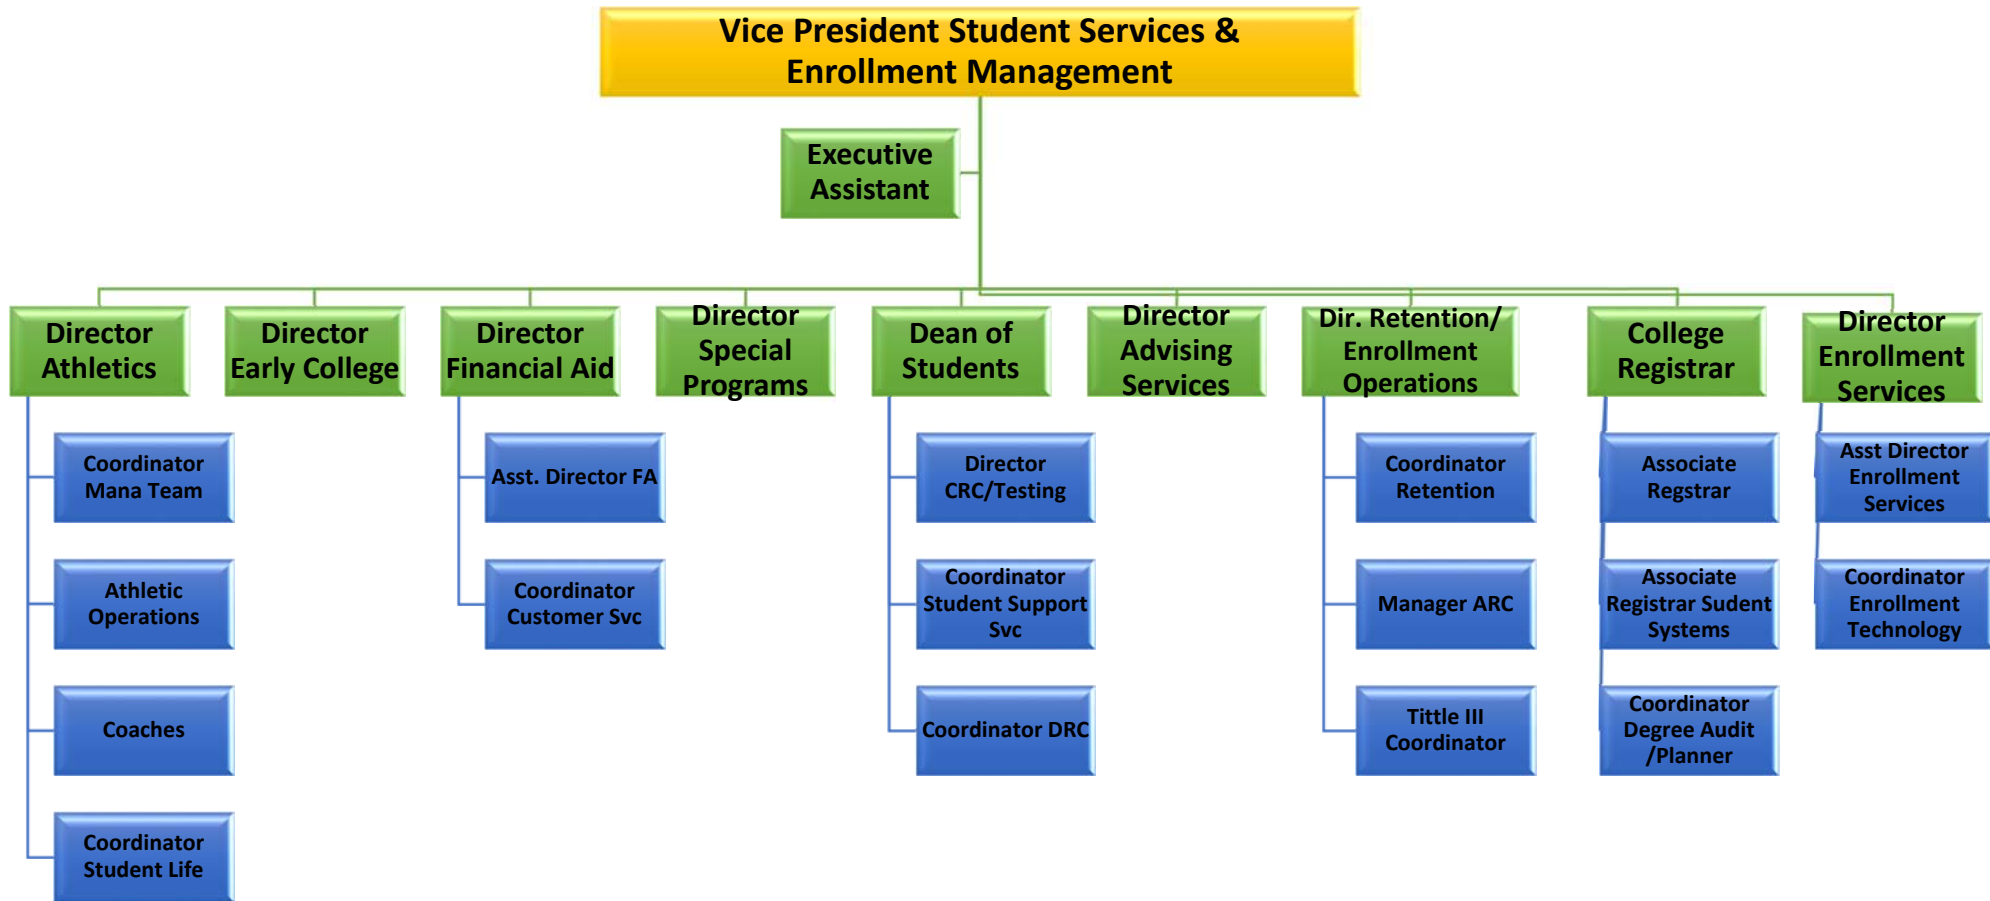 Vice President Student Services &
Enrollment Management
Executive
Assistant
Director
Athletics
Director
Early College
Director
Financial Aid
Director
Special
Programs
Dean of
Students
Director
Advising
Services
Dir. Retention/
Enrollment
Operations
College
Registrar
Director
Enrollment
Services
Coordinator
Mana Team
Athletic
Operations
Coaches
Coordinator
Student Life
Asst. Director FA
Coordinator
Customer Svc
Director
CRC/Testing
Coordinator
Student Support
Svc
Coordinator DRC
Coordinator
Retention
Manager ARC
Tittle III
Coordinator
Associate
Regstrar
Associate
Registrar Sudent
Systems
Coordinator
Degree Audit
/Planner
Asst Director
Enrollment
Services
Coordinator
Enrollment
Technology